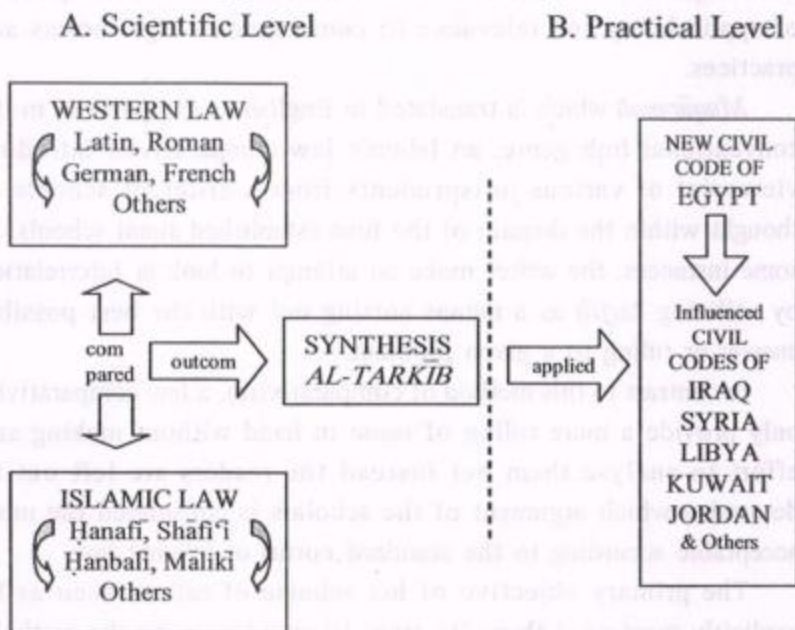 A. Scientific Level
B. Practical Level
WESTERN LAW
Latin, Roman
German, French
Others
com
pared
outcom
SYNTHESIS
AL-TARKĪB
applied
ISLAMIC LAW
Ḥanafī, Shāfi‘ī
Ḥanbafī, Mālikī
Others
NEW CIVIL
CODE OF
EGYPT
Influenced
CIVIL
CODES OF
IRAQ
SYRIA
LIBYA
KUWAIT
JORDAN
& Others